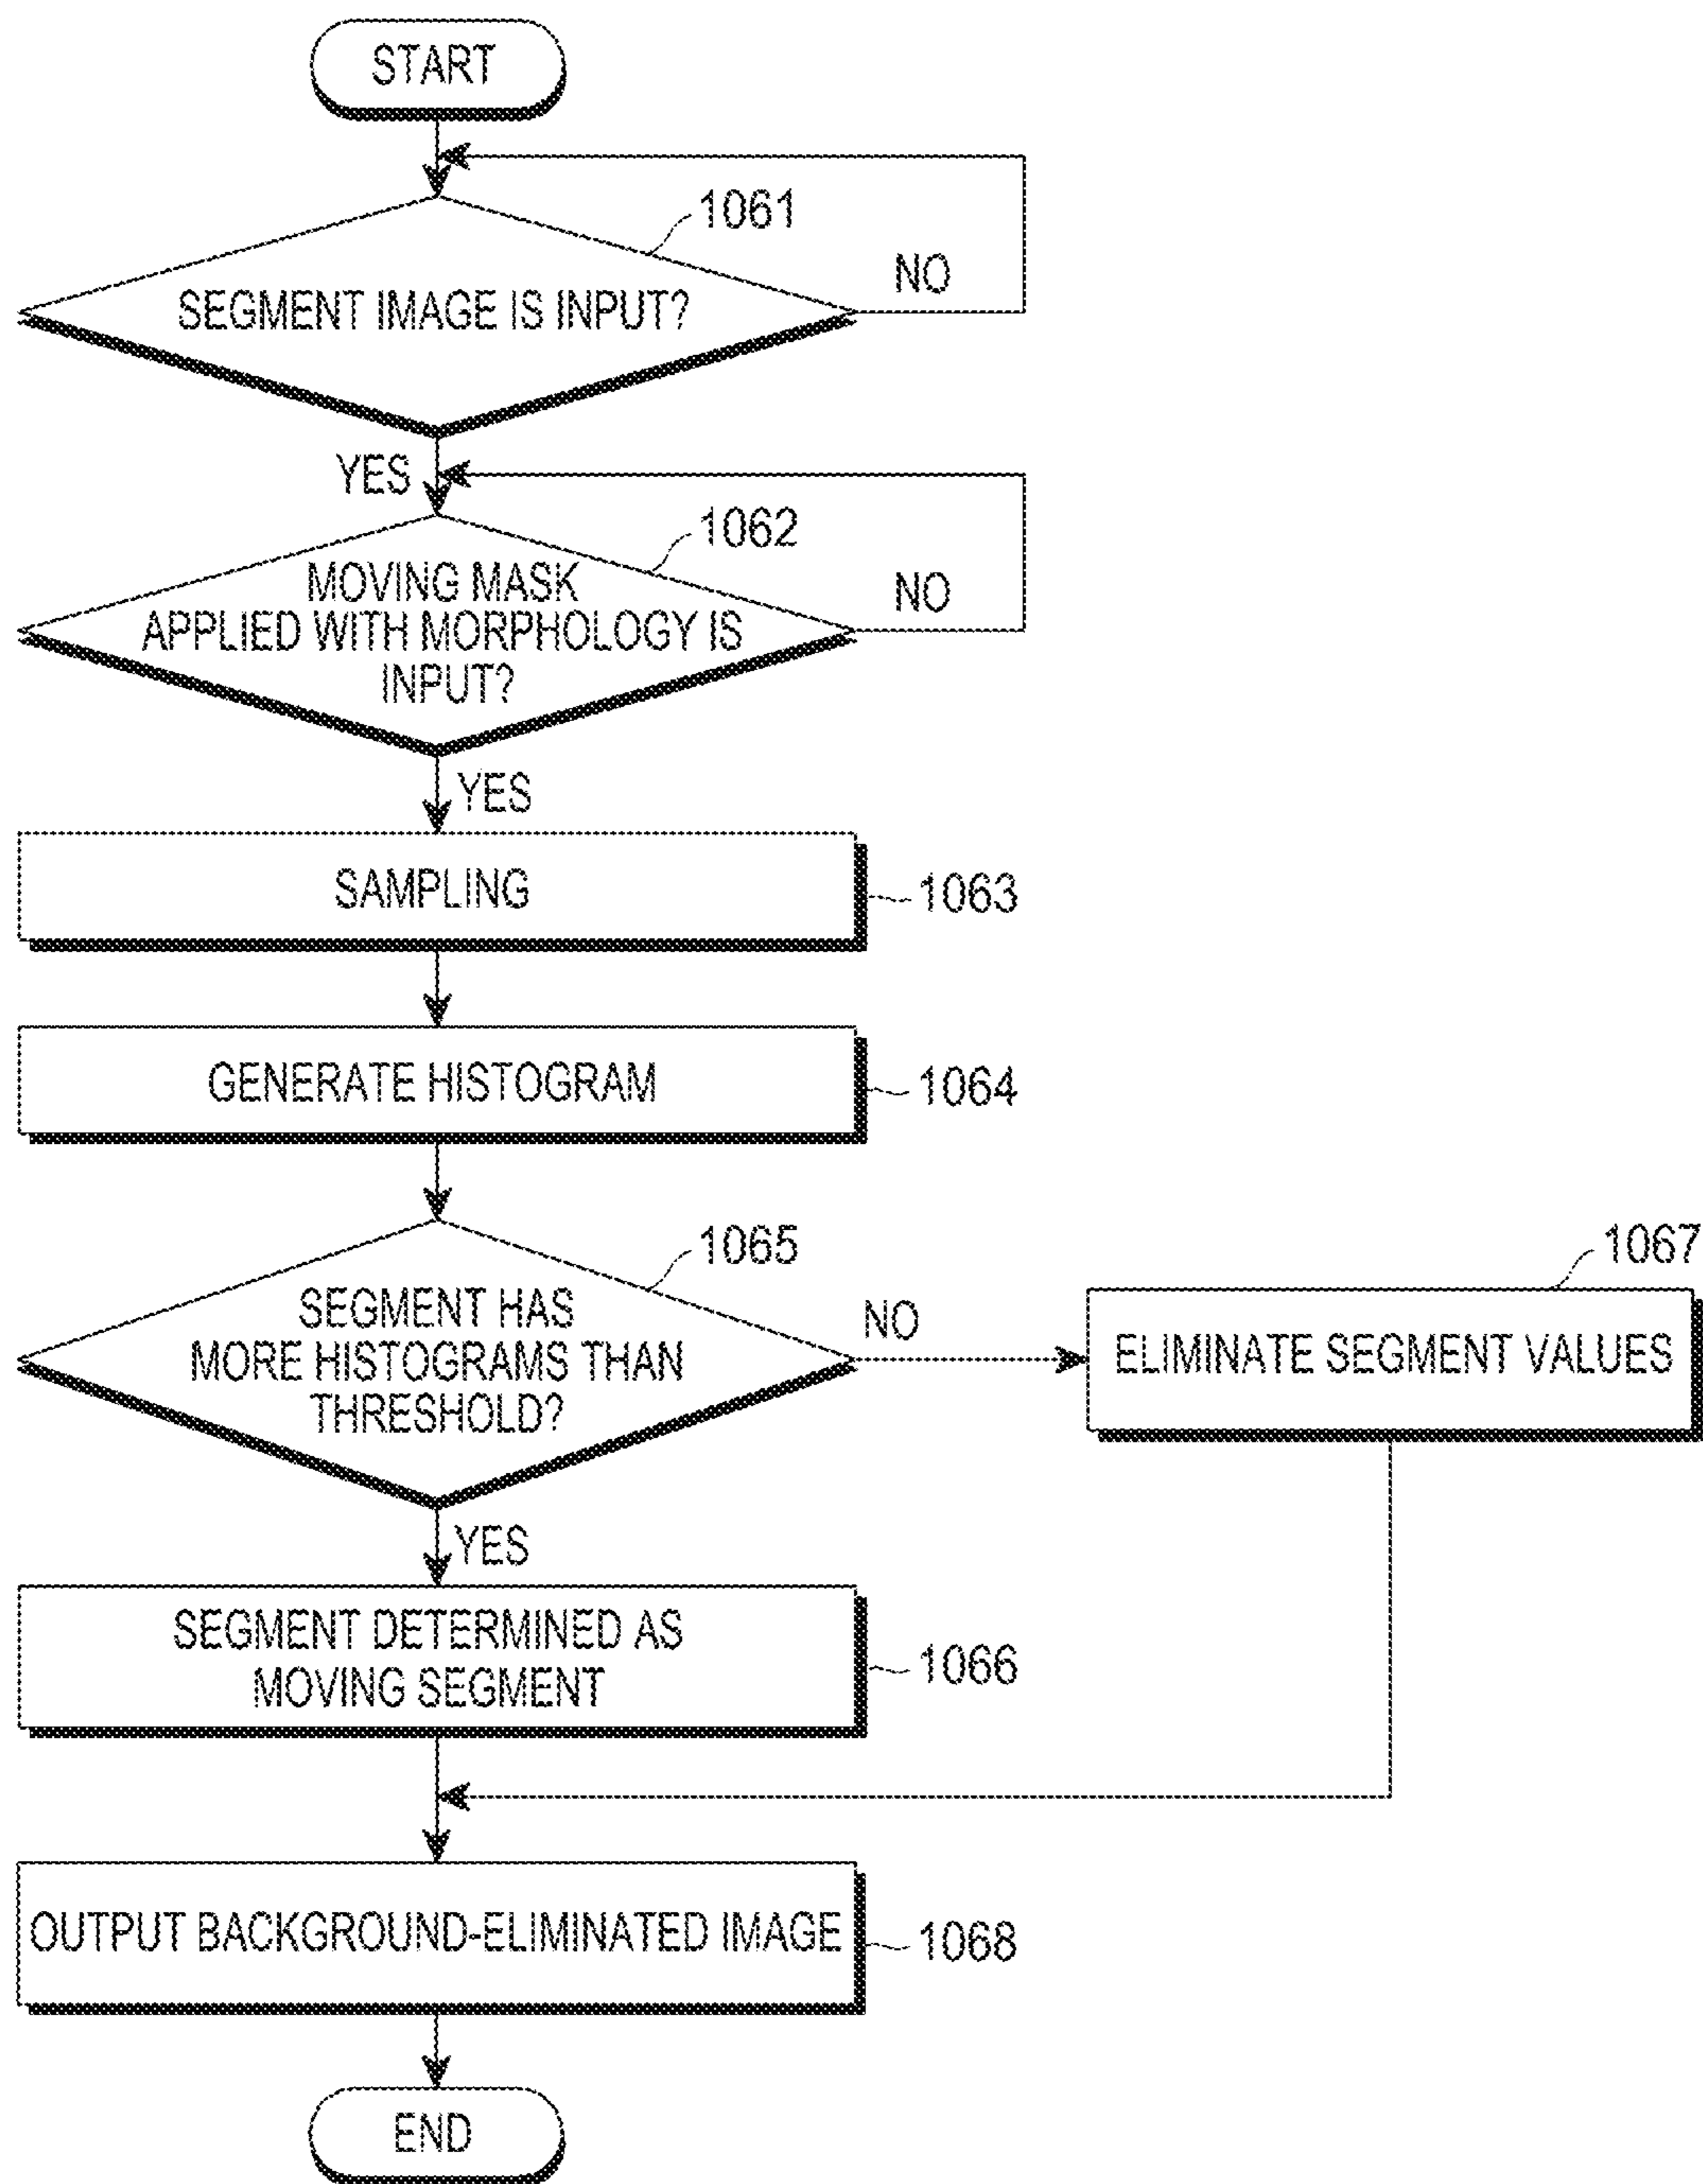 START
1061
NO
SEGMENT IMAGE IS INPUT?
YES
1062
MOVING MASK
NO
APPLIED WITH MORPHOLOGY IS
INPUT?
YES
SAMPLING
1063
GENERATE HISTOGRAM
1064
1065
1067
SEGMENT HAS
NO
MORE HISTOGRAMS THAN
THRESHOLD?
ELIMINATE SEGMENT VALUES
YES
SEGMENT DETERMINED AS
MOVING SEGMENT
1066
OUTPUT BACKGROUND-ELIMINATED IMAGE
1068
END